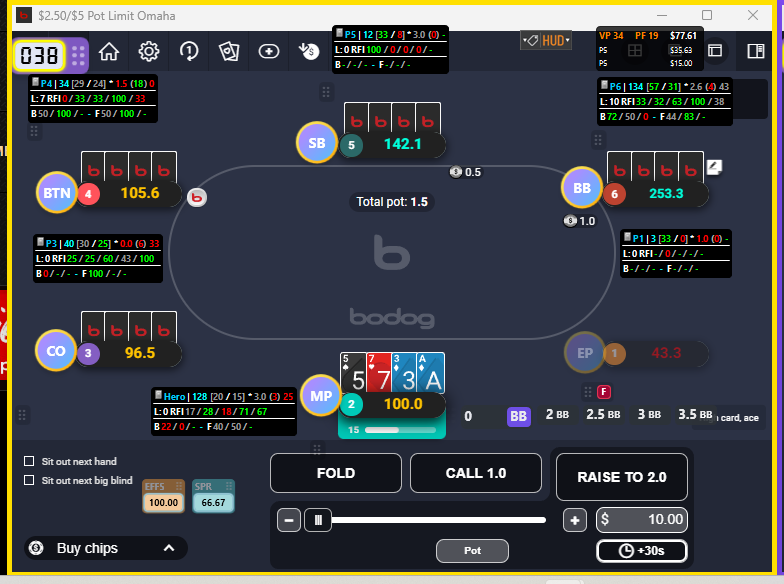 $2.50/$5 Pot Limit Omaha
038
1
HUD
P5 | 12 [33 / 8] * 3.0 (0) -
L: 0 RFI 100 / 0 / 0 / 0 / -
B -/ -/ - - F -/ -/ -
VP 34 PF 19 $77.61
PS $35.63
PS $15.00
P4 | 34 [29 / 24] * 1.5 (18) 0
L: 7 RFI 0 / 33 / 33 / 100 / 33
B 50 / 100 / - - F 50 / 100 / -
P6 | 134 [57 / 31] * 2.6 (4) 43
L: 10 RFI 33 / 32 / 63 / 100 / 38
B 72 / 50 / 0 - F 44 / 83 / -
SB
5
142.1
0.5
BTN
4
105.6
b
Total pot: 1.5
BB
6
253.3
1.0
P3 | 40 [30 / 25] * 0.0 (6) 33
L: 0 RFI 25 / 25 / 60 / 43 / 100
B 0 / - / - - F 100 / - / -
P1 | 3 [33 / 0] * 1.0 (0) -
L: 0 RFI -/ 0 / -/ -/ -
B -/ -/ - - F -/ -/ -
b
bodog
CO
3
96.5
EP
1
43.3
Hero | 128 [20 / 15] * 3.0 (3) 25
L: 0 RFI 17 / 28 / 18 / 71 / 67
B 22 / 0 / - - F 40 / 50 / -
5 7 3 A
5 7 3 A
MP
2
100.0
15
F
0 BB 2 BB 2.5 BB 3 BB 3.5 BB
card, ace
Sit out next hand
Sit out next big blind
EFFS
100.00
SPR
66.67
Buy chips
FOLD
CALL 1.0
RAISE TO 2.0
$ 10.00
Pot
+30s